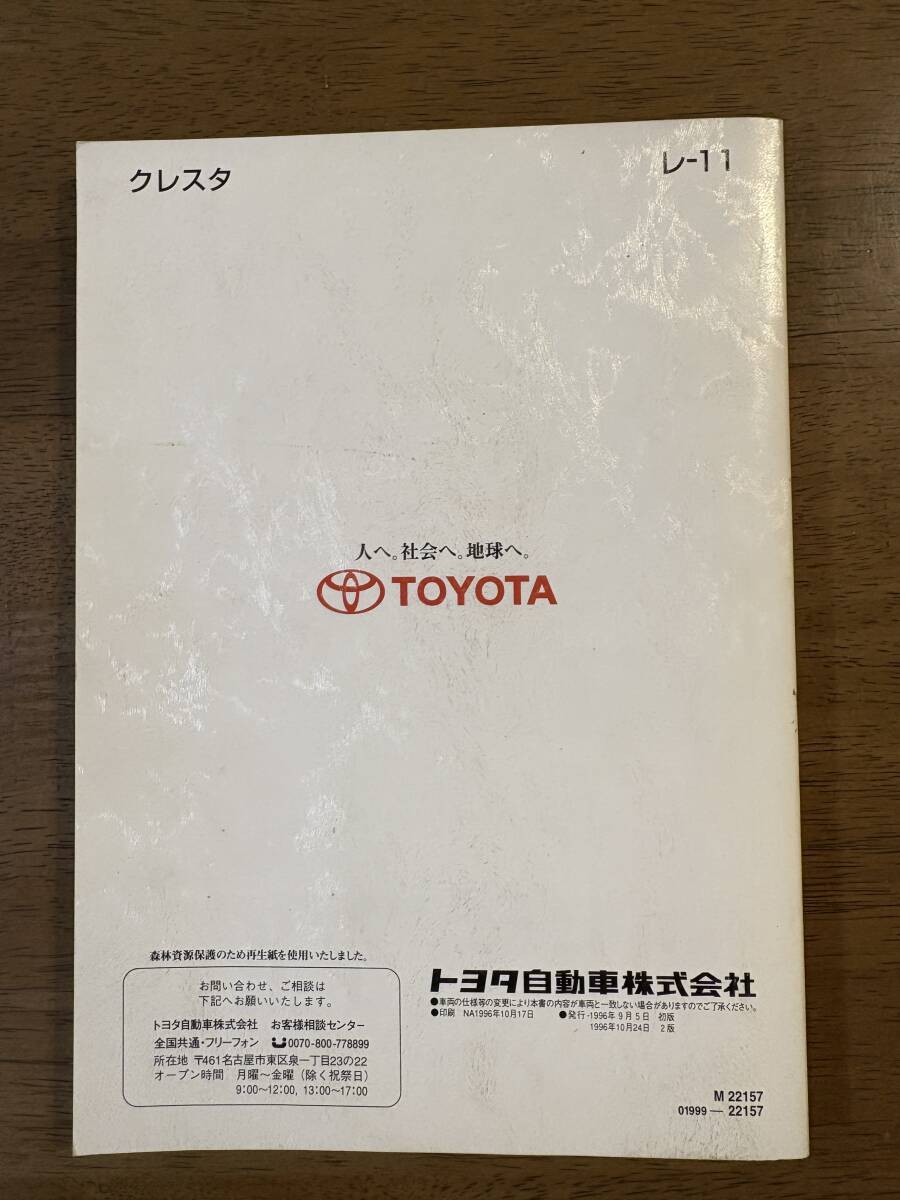 クレスタ
レ-11
人へ。社会へ。地球へ。
TOYOTA
森林資源保護のため再生紙を使用いたしました。
お問い合わせ、ご相談は
下記へお願いいたします。
トヨタ自動車株式会社 お客様相談センター
全国共通・フリーフォン 0070-800-778899
所在地 〒461名古屋市東区泉一丁目23の22
オープン時間 月曜〜金曜（除く祝祭日）
9:00〜12:00, 13:00〜17:00
トヨタ自動車株式会社
●車両の仕様等の変更により本書の内容が車両と一致しない場合がありますのでご了承ください。
●印刷 NA1996年10月17日 ●発行-1996年9月5日 初版
1996年10月24日 2版
M 22157
01999—22157